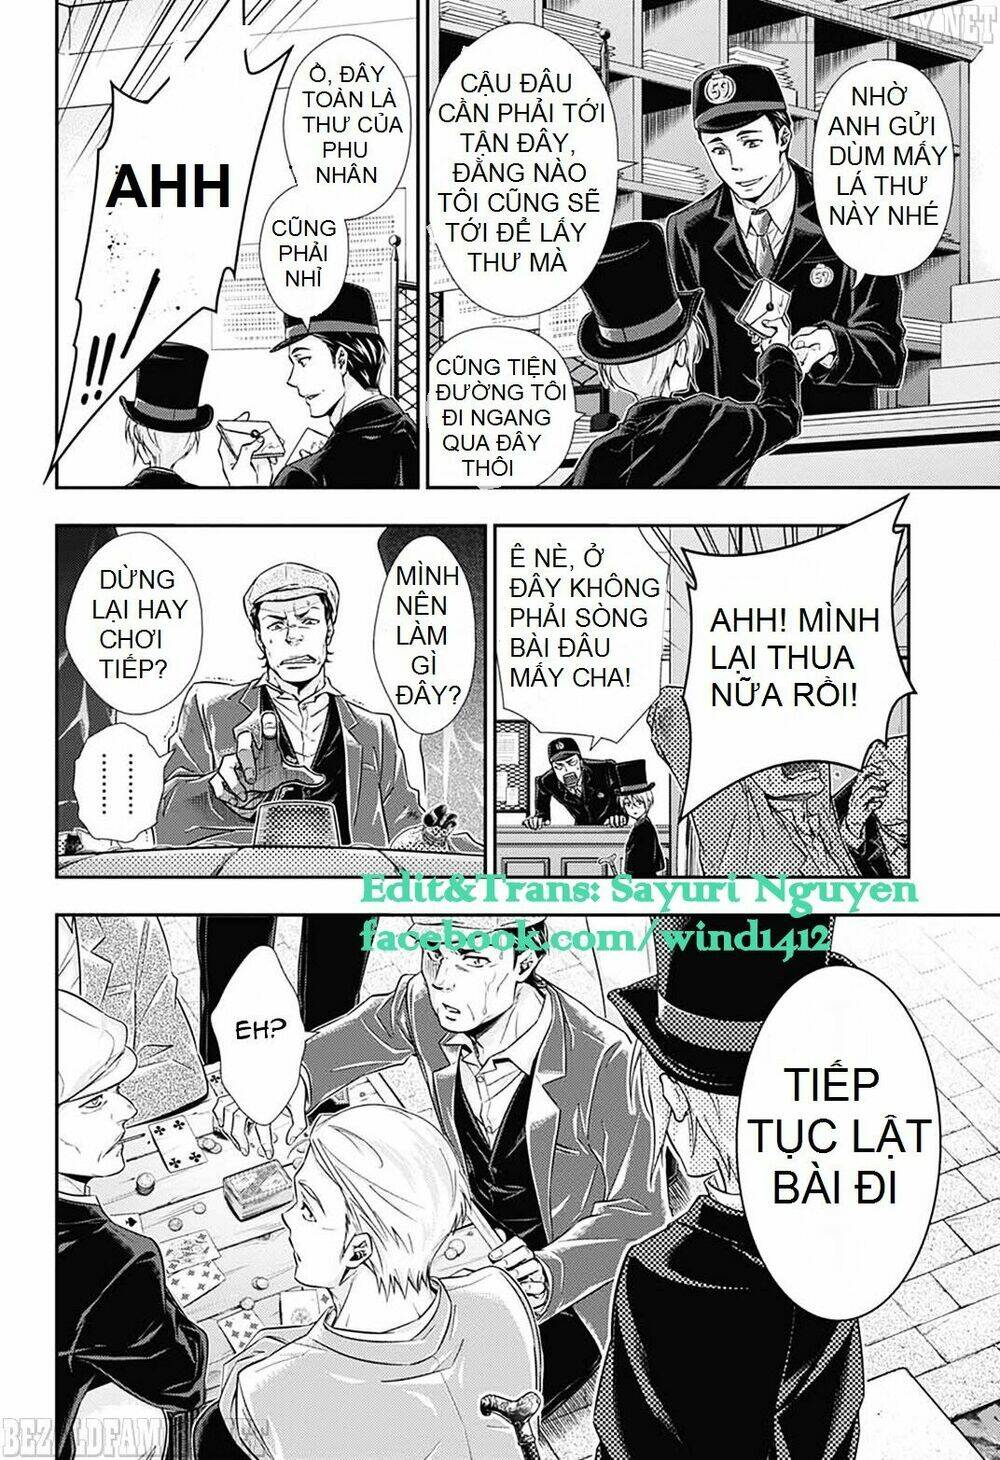 NHỜ
ANH GỬI
DÙM MẤY
LÁ THƯ
NÀY NHÉ
CẬU ĐÂU
CẦN PHẢI TỚI
TẬN ĐÂY,
ĐẰNG NÀO
TÔI CŨNG SẼ
TỚI ĐỂ LẤY
THƯ MÀ
59
59
CŨNG TIỆN
ĐƯỜNG TÔI
ĐI NGANG
QUA ĐÂY
THÔI
Ồ, ĐÂY
TOÀN LÀ
THƯ CỦA
PHU
NHÂN
CŨNG
PHẢI
NHỈ
AHH
!!
AHH! MÌNH
LẠI THUA
NỮA RỒI!
Ê NÈ, Ở
ĐÂY KHÔNG
PHẢI SÒNG
BÀI ĐÂU
MẤY CHA!
MÌNH
NÊN
LÀM
GÌ
ĐÂY?
DỪNG
LẠI HAY
CHƠI
TIẾP?
Edit&Trans: Sayuri Nguyen
facebook.com/wind1412
TIẾP
TỤC LẬT
BÀI ĐI
EH?